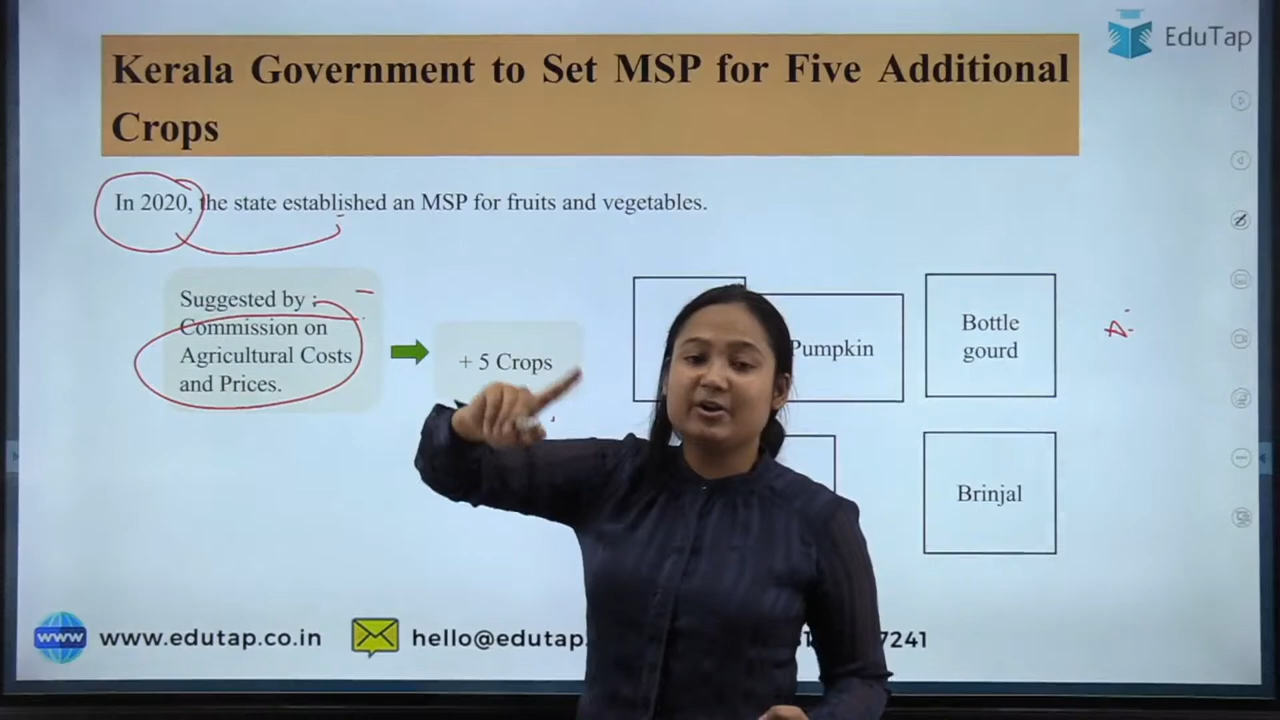 EduTap
Kerala Government to Set MSP for Five Additional
Crops
In 2020, the state established an MSP for fruits and vegetables.
Suggested by :
Commission on
Agricultural Costs
and Prices.
+ 5 Crops
Pumpkin
Bottle
gourd
Brinjal
www
www.edutap.co.in
hello@edutap.
7241